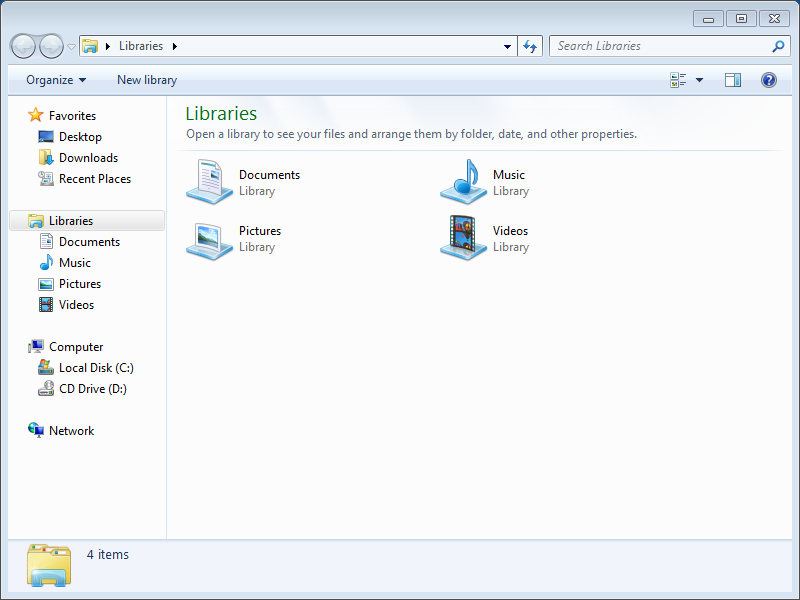 Libraries
Search Libraries
Organize
New library
Favorites
Desktop
Downloads
Recent Places
Libraries
Documents
Music
Pictures
Videos
Computer
Local Disk (C:)
CD Drive (D:)
Network
Libraries
Open a library to see your files and arrange them by folder, date, and other properties.
Documents
Library
Music
Library
Pictures
Library
Videos
Library
4 items